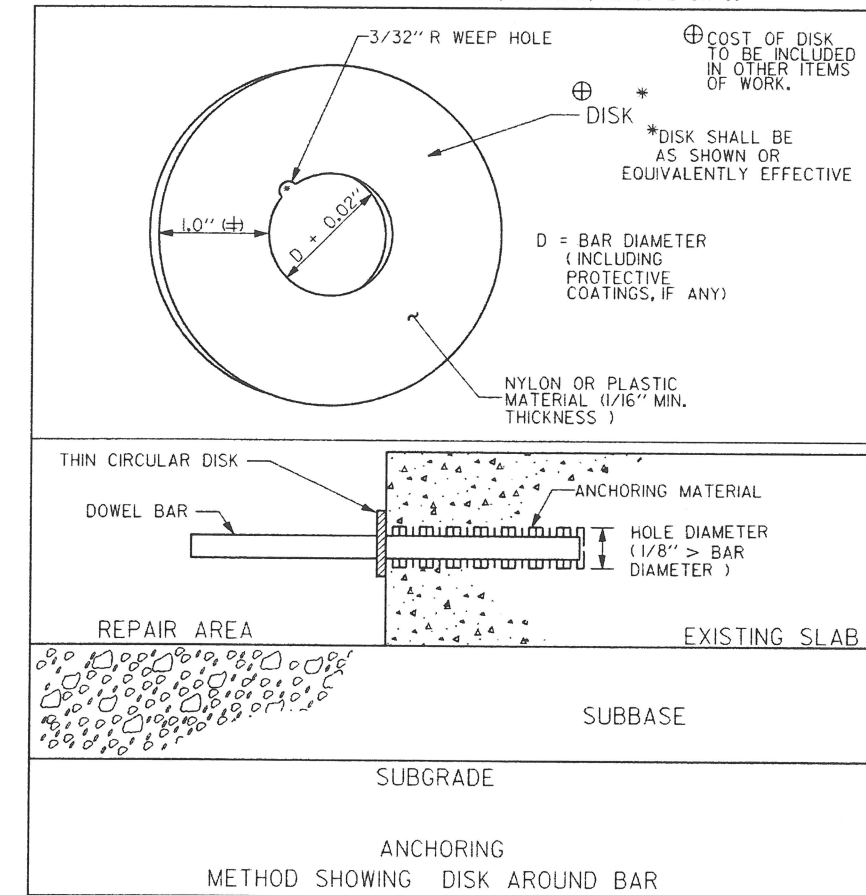 3/32" R WEEP HOLE
⊕ COST OF DISK
TO BE INCLUDED
IN OTHER ITEMS
OF WORK.
⊕ *
DISK
*DISK SHALL BE
AS SHOWN OR
EQUIVALENTLY EFFECTIVE
1.0" (±)
D + 0.02"
D = BAR DIAMETER
(INCLUDING
PROTECTIVE
COATINGS, IF ANY)
NYLON OR PLASTIC
MATERIAL (1/16" MIN.
THICKNESS )
THIN CIRCULAR DISK
DOWEL BAR
ANCHORING MATERIAL
HOLE DIAMETER
(1/8" > BAR
DIAMETER )
REPAIR AREA
EXISTING SLAB
SUBBASE
SUBGRADE
ANCHORING
METHOD SHOWING DISK AROUND BAR